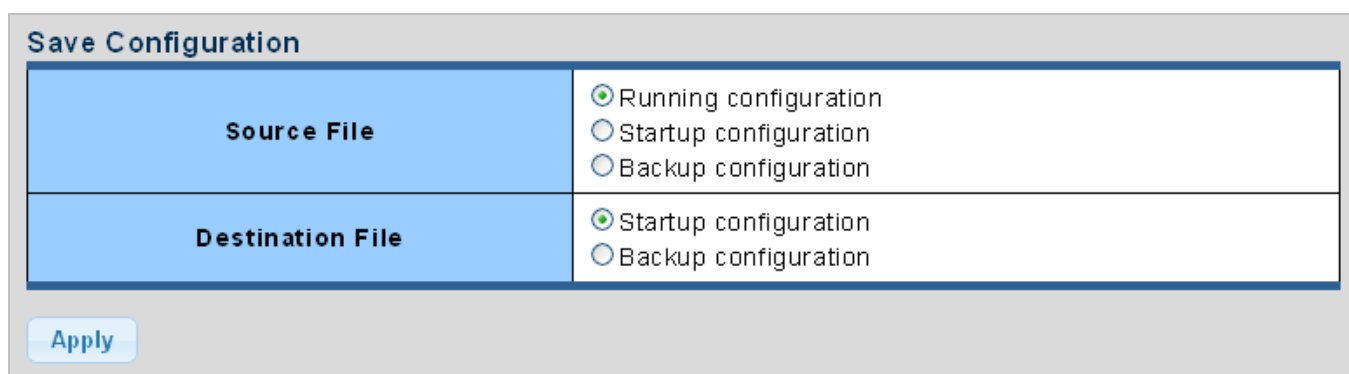 Save Configuration
Source File
Running configuration
Startup configuration
Backup configuration
Destination File
Startup configuration
Backup configuration
Apply